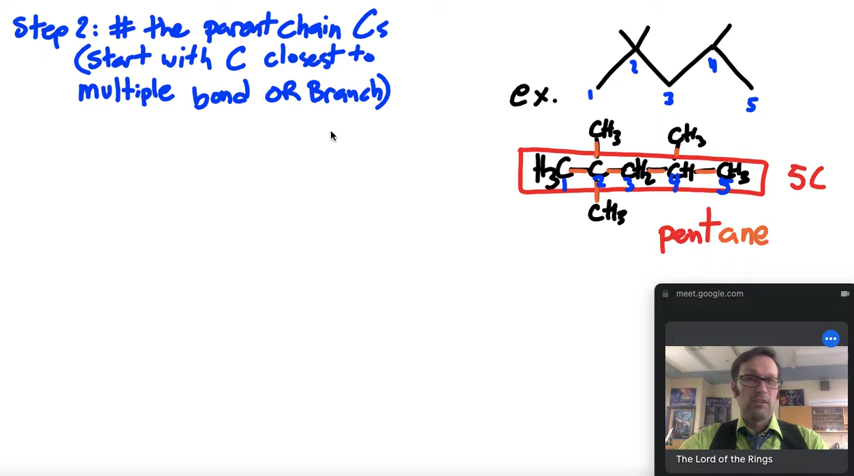 Step 2: # the parent chain Cs
(start with C closest to
multiple bond OR Branch)
ex.
1 2 3 4 5
CH3 CH3
H3C-C-CH2-CH-CH3
1 2 3 4 5
CH3
5C
pentane
meet.google.com
The Lord of the Rings